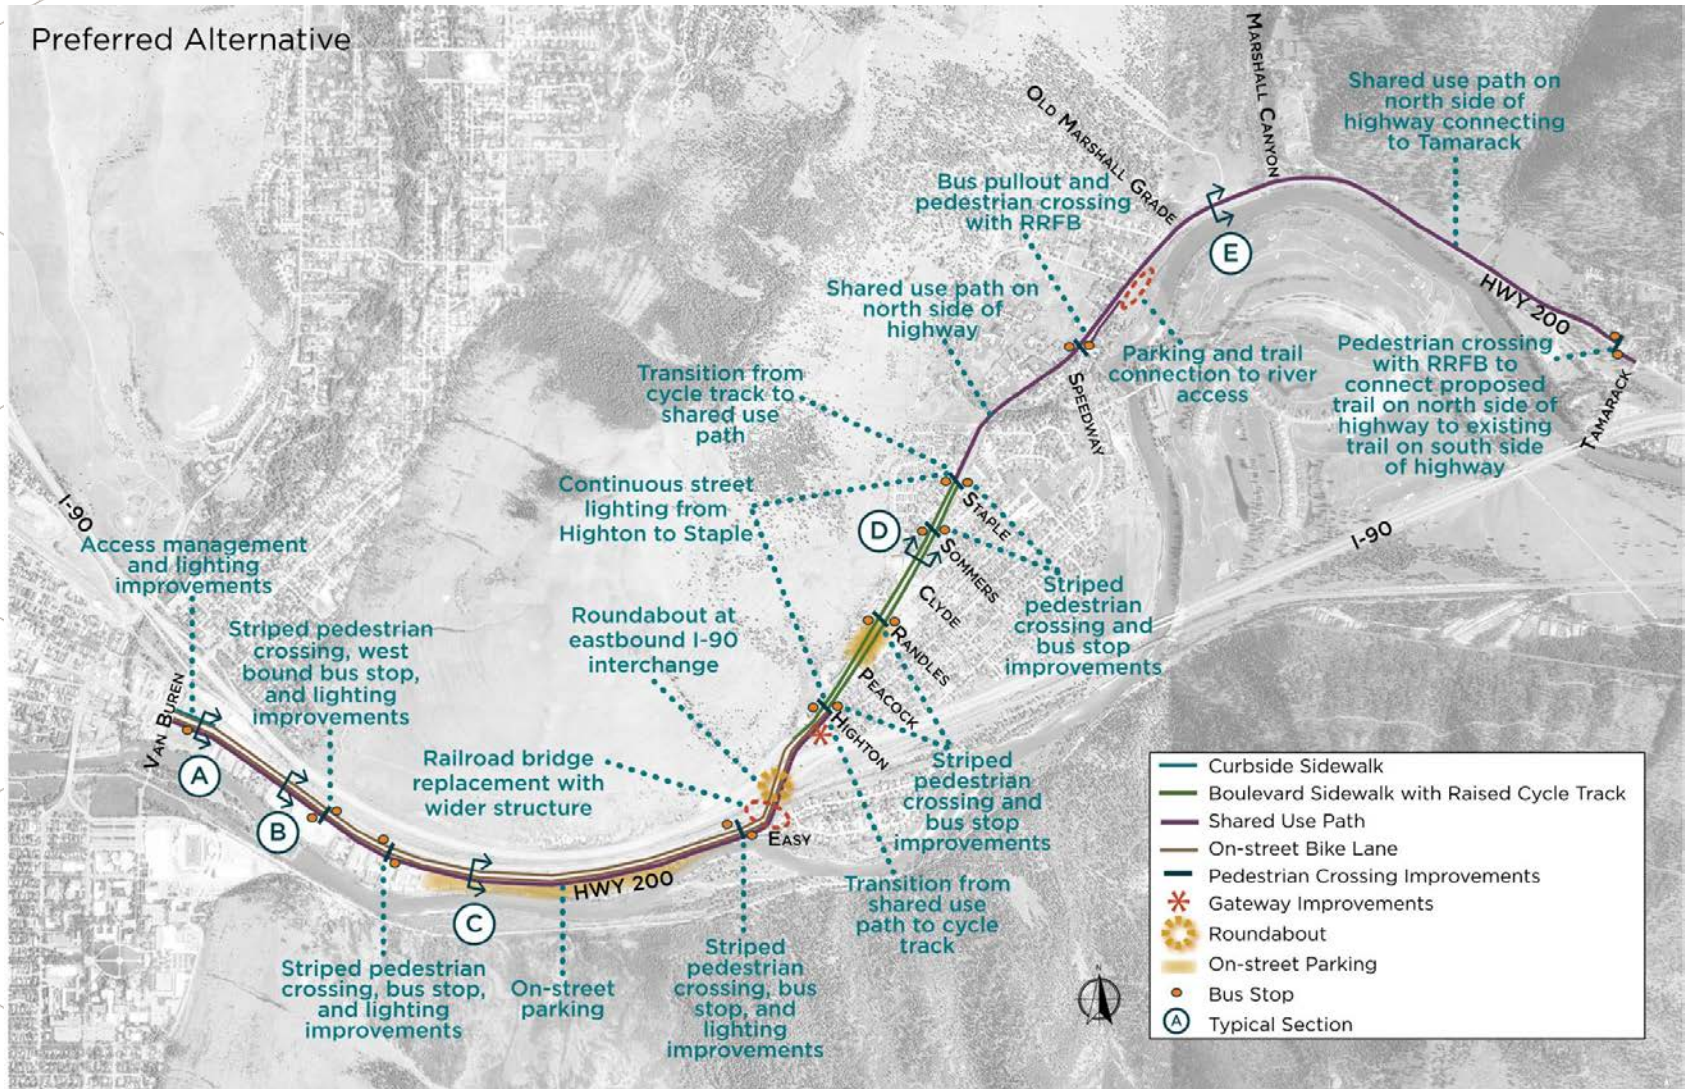 Preferred Alternative
MARSHALL CANYON
OLD MARSHALL GRADE
Shared use path on
north side of
highway connecting
to Tamarack
Bus pullout and
pedestrian crossing
with RRFB
E
Shared use path on
north side of
highway
HWY 200
Parking and trail
connection to river
access
Pedestrian crossing
with RRFB to
connect proposed
trail on north side of
highway to existing
trail on south side
of highway
TAMARACK
SPEEDWAY
Transition from
cycle track to
shared use
path
Continuous street
lighting from
Highton to Staple
STAPLE
D
SOMMERS
CLYDE
I-90
I-90
Access management
and lighting
improvements
Striped pedestrian
crossing, west
bound bus stop,
and lighting
improvements
Roundabout at
eastbound I-90
interchange
Striped
pedestrian
crossing and
bus stop
improvements
RANDLES
PEACOCK
HIGHTON
VAN BUREN
A
B
Railroad bridge
replacement with
wider structure
Striped
pedestrian
crossing and
bus stop
improvements
EASY
HWY 200
C
Transition from
shared use
path to cycle
track
Striped pedestrian
crossing, bus stop,
and lighting
improvements
On-street
parking
Striped
pedestrian
crossing, bus
stop, and
lighting
improvements
N
Curbside Sidewalk
Boulevard Sidewalk with Raised Cycle Track
Shared Use Path
On-street Bike Lane
Pedestrian Crossing Improvements
Gateway Improvements
Roundabout
On-street Parking
Bus Stop
A Typical Section